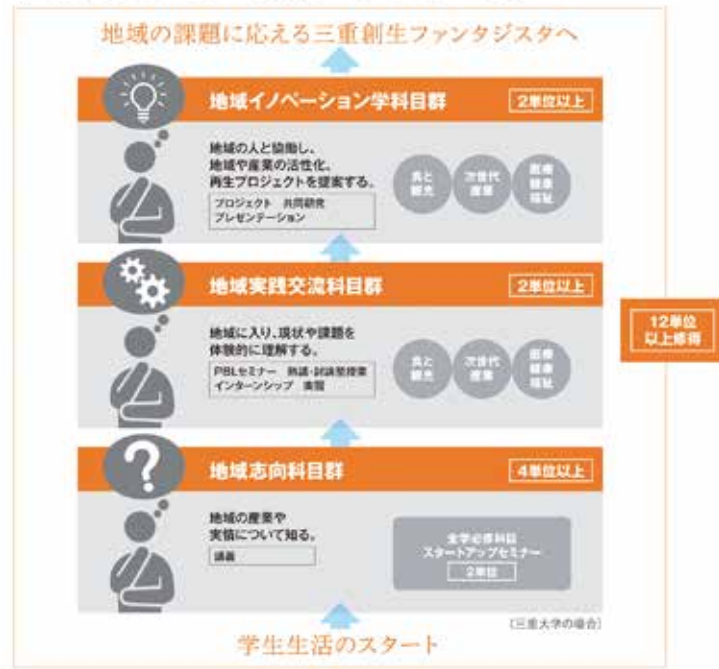 地域の課題に応える三重創生ファンタジスタへ
地域イノベーション学科目群
2単位以上
地域の人と協働し、
地域や産業の活性化、
再生プロジェクトを提案する。
プロジェクト 共同研究
プレゼンテーション
食と
観光
次世代
産業
医療
健康
福祉
地域実践交流科目群
2単位以上
地域に入り、現状や課題を
体験的に理解する。
PBLセミナー 熟議・討論型授業
インターンシップ 実習
食と
観光
次世代
産業
医療
健康
福祉
12単位
以上修得
地域志向科目群
4単位以上
地域の産業や
実情について知る。
講義
全学必修科目
スタートアップセミナー
2単位
（三重大学の場合）
学生生活のスタート